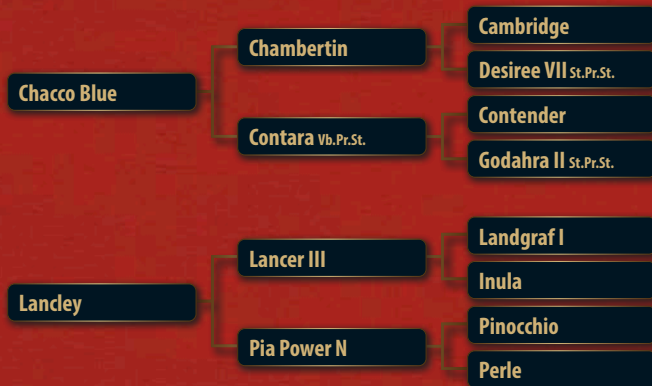 Chacco Blue
Chambertin
Contara Vb.Pr.St.
Cambridge
Desiree VII St.Pr.St.
Contender
Godahra II St.Pr.St.
Lancley
Lancer III
Pia Power N
Landgraf I
Inula
Pinocchio
Perle